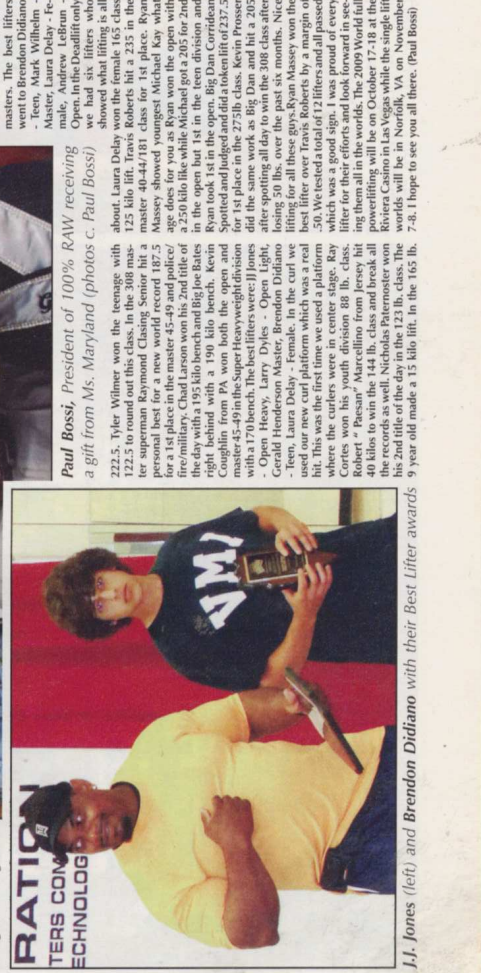 Paul Bossi, President of 100% RAW receiving
a gift from Ms. Maryland (photos c. Paul Bossi)
RATION
TERS COM
ECHNOLOG
VMI
J.J. Jones (left) and Brendon Didiano with their Best Lifter awards
222.5. Tyler Wilmer won the teenage with
122.5 to round out this class. In the 308 mas-
ter superman Raymond Clasing Senior hit a
personal best for a new world record 187.5
for a 1st place in the master 45-49 and police/
fire/military. Chad Larson won his 2nd title of
the day with a 195 kilo bench and Big Joe Bates
right behind with a 190 kilo bench. Kevin
Coughlin from PA won both the open and
master 45-49 in the Super Heavyweight division
with a 170 bench. The best lifters were: JJ Jones
- Open Heavy, Larry Dyles - Open Light,
Gerald Henderson Master, Brendon Didiano
- Teen, Laura Delay - Female. In the curl we
used our new curl platform which was a real
hit. This was the first time we used a platform
where the curlers were in center stage. Ray
Cortes won his youth division 88 lb. class.
Robert " Paesan" Marcellino from Jersey hit
40 kilos to win the 144 lb. class and break all
the records as well. Nicholas Paternoster won
his 2nd title of the day in the 123 lb. class. The
9 year old made a 15 kilo lift. In the 165 lb.
masters. The best lifters
went to Brendon Didiano
- Teen, Mark Wilhelm -
Master, Laura Delay - Fe-
male, Andrew LeBrun -
Open. In the Deadlift only
we had six lifters who
showed what lifting is all
about. Laura Delay won the female 165 class
125 kilo lift. Travis Roberts hit a 235 in the
master 40-44/181 class for 1st place. Ryan
Massey showed youngest Michael Kay what
age does for you as Ryan won the open with
a 250 kilo like while Michael got a 205 for 2nd
in the open but 1st in the teen division and
Ryan took 1st in the open. Big Dan Corridean
Spotted and judged and did a token lift of 237.5
for 1st place in the 275lb class. Kevin Prosser
did the same work as Big Dan and hit a 205
after spotting all day to win the 308 class after
losing 50 lbs. over the past six months. Nice
lifting for all these guys.Ryan Massey won the
best lifter over Travis Roberts by a margin of
.50. We tested a total of 12 lifters and all passed
which was a good sign. I was proud of every
lifter for their efforts and look forward in see-
ing them all in the worlds. The 2009 World full
powerlifting will be on October 17-18 at the
Riviera Casino in Las Vegas while the single lift
worlds will be in Norfolk, VA on November
7-8. I hope to see you all there. (Paul Bossi)